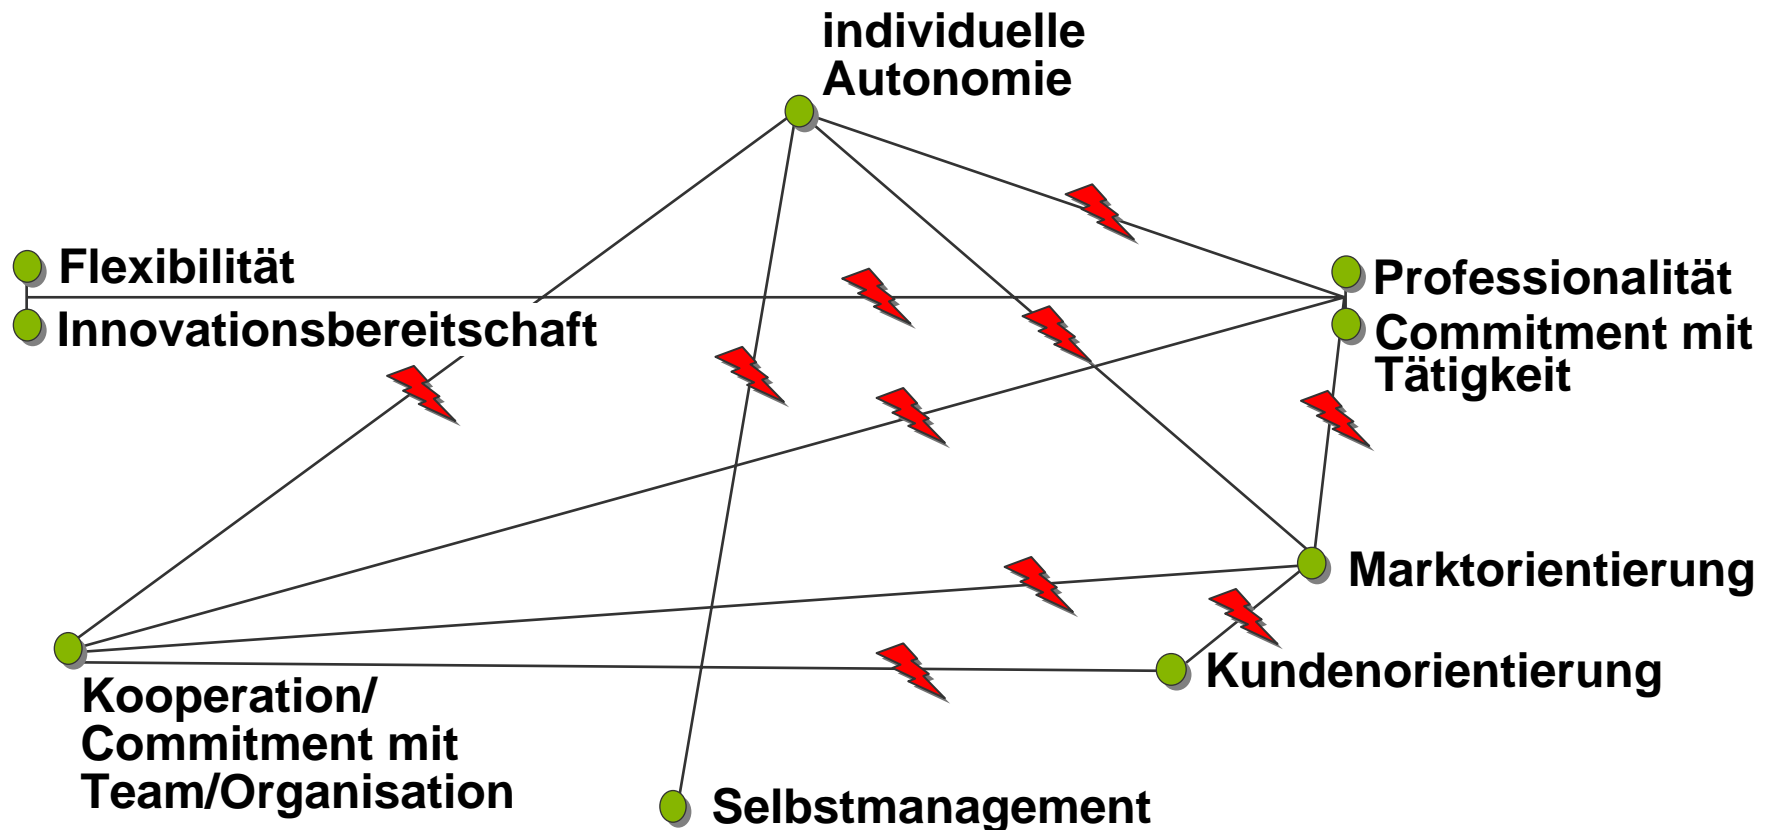 individuelle
Autonomie
Flexibilität
Innovationsbereitschaft
Professionalität
Commitment mit
Tätigkeit
Marktorientierung
Kundenorientierung
Kooperation/
Commitment mit
Team/Organisation
Selbstmanagement